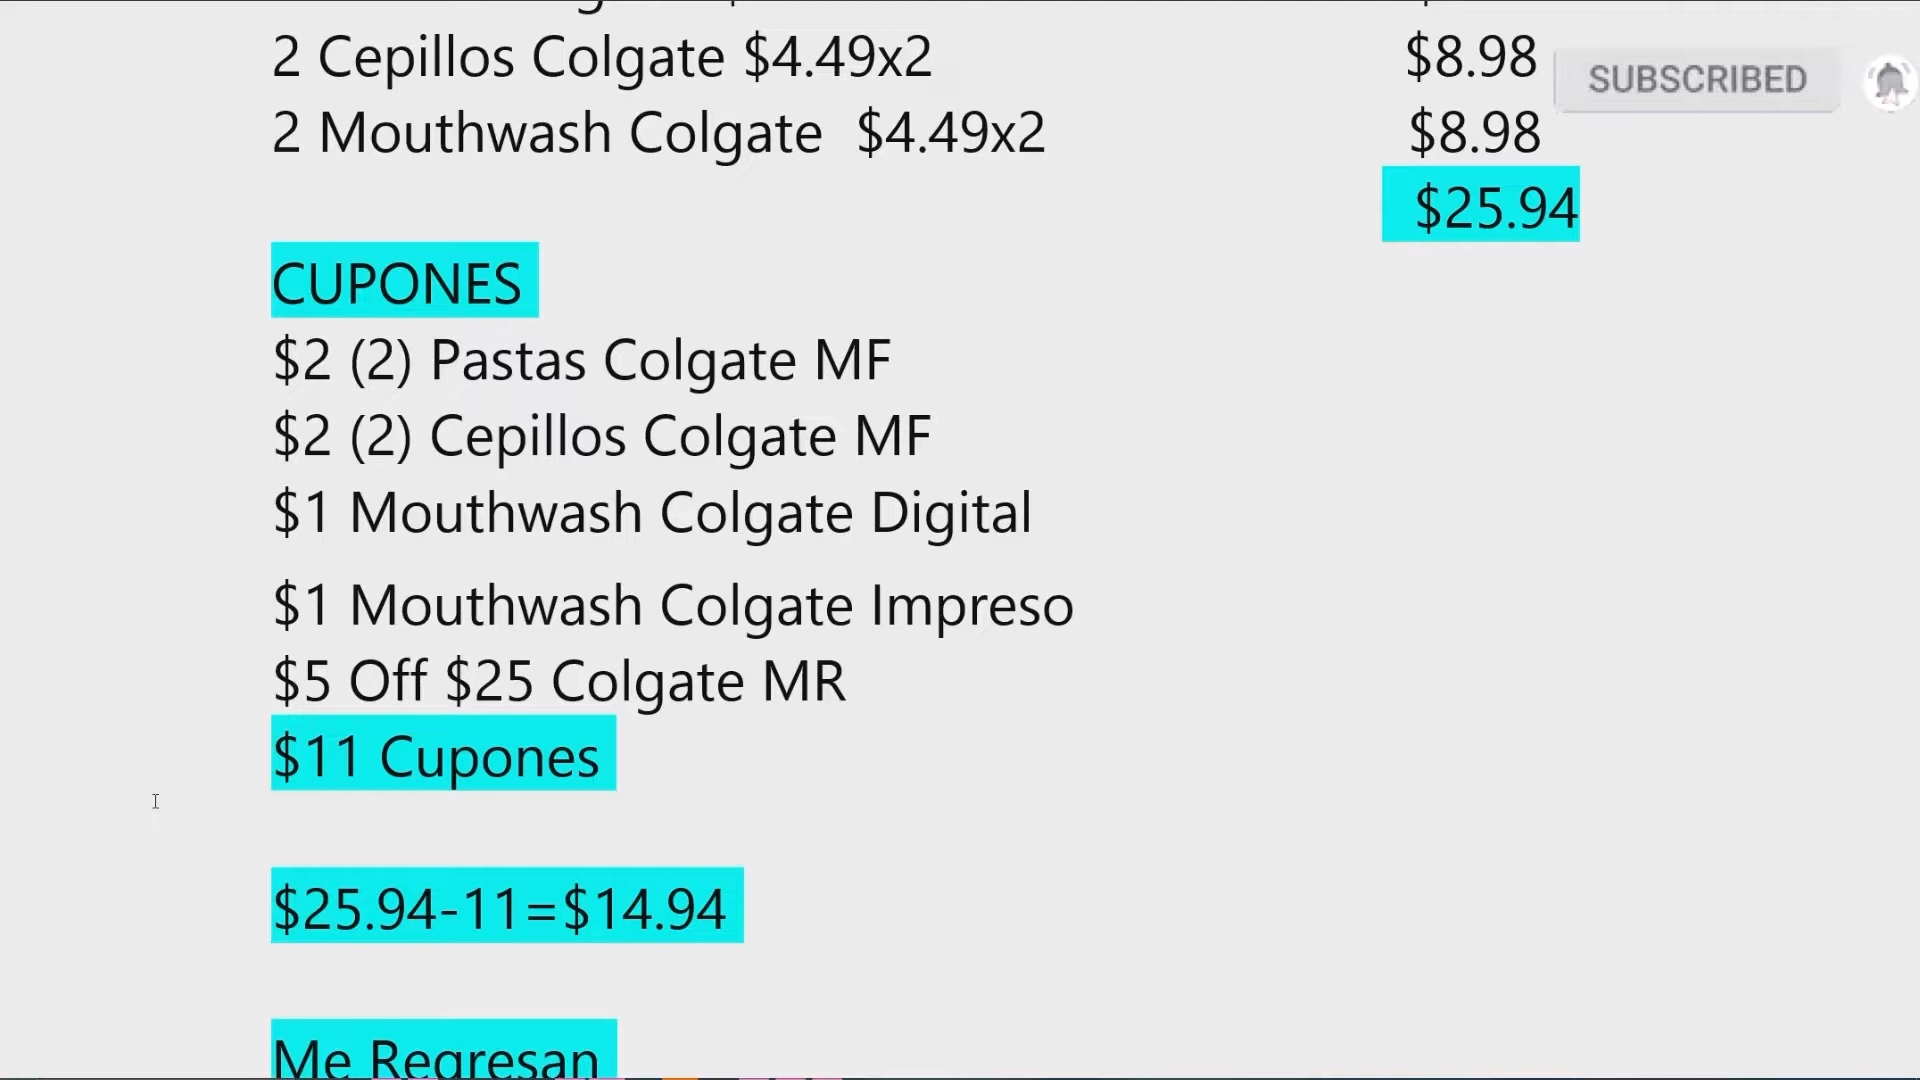 2 Cepillos Colgate $4.49x2 $8.98
SUBSCRIBED
2 Mouthwash Colgate $4.49x2 $8.98
$25.94
CUPONES
$2 (2) Pastas Colgate MF
$2 (2) Cepillos Colgate MF
$1 Mouthwash Colgate Digital
$1 Mouthwash Colgate Impreso
$5 Off $25 Colgate MR
$11 Cupones
$25.94-11=$14.94
Me Regresan